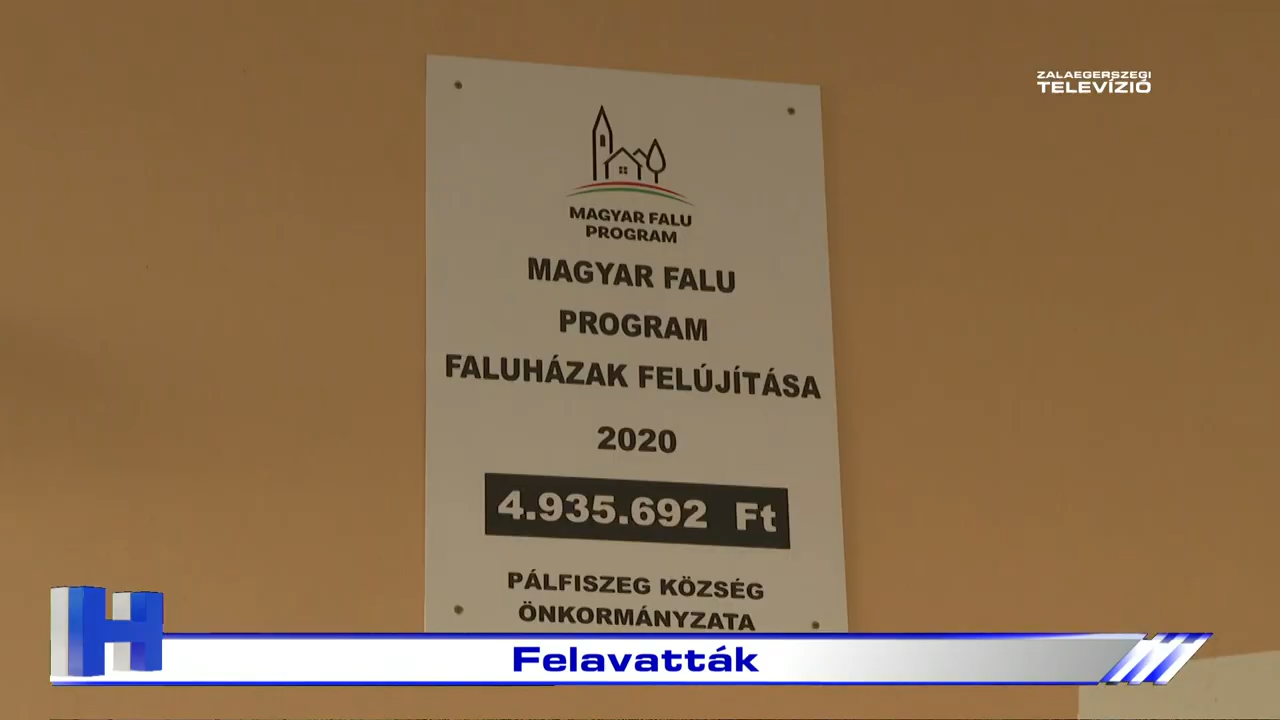 ZALAEGERSZEGI
TELEVÍZIÓ
MAGYAR FALU
PROGRAM
MAGYAR FALU
PROGRAM
FALUHÁZAK FELÚJÍTÁSA
2020
4.935.692 Ft
PÁLFISZEG KÖZSÉG
ÖNKORMÁNYZATA
H
Felavatták